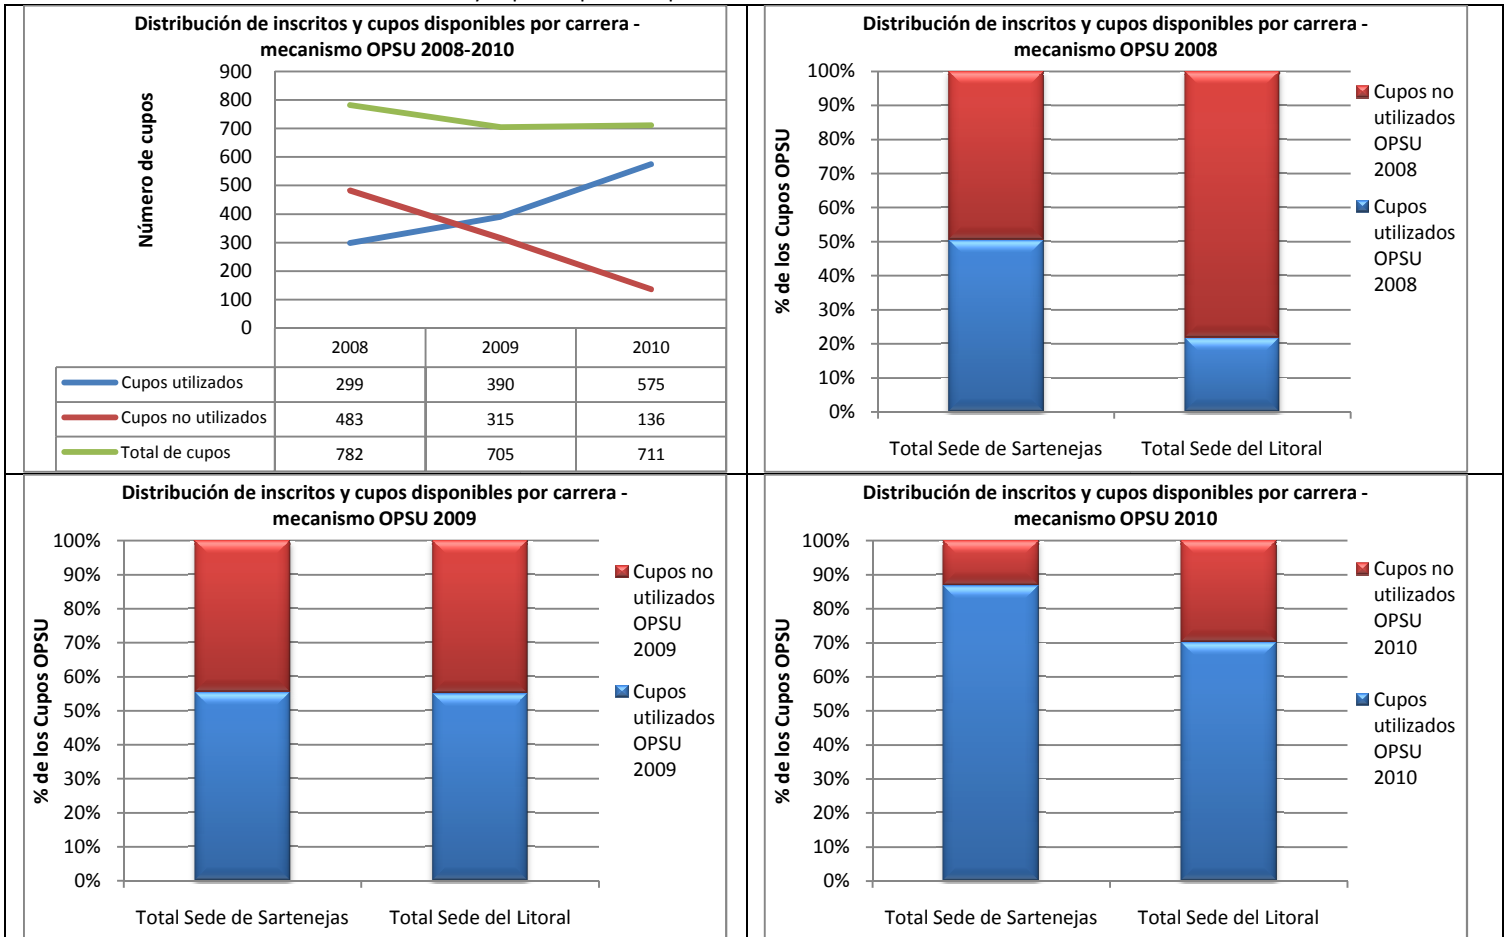 Distribución de inscritos y cupos disponibles por carrera -
mecanismo OPSU 2008-2010
Número de cupos
900
800
700
600
500
400
300
200
100
0
2008 2009 2010
Cupos utilizados 299 390 575
Cupos no utilizados 483 315 136
Total de cupos 782 705 711
Distribución de inscritos y cupos disponibles por carrera -
mecanismo OPSU 2008
% de los Cupos OPSU
100%
90%
80%
70%
60%
50%
40%
30%
20%
10%
0%
Total Sede de Sartenejas Total Sede del Litoral
Cupos no
utilizados
OPSU
2008
Cupos
utilizados
OPSU
2008
Distribución de inscritos y cupos disponibles por carrera -
mecanismo OPSU 2009
% de los Cupos OPSU
100%
90%
80%
70%
60%
50%
40%
30%
20%
10%
0%
Total Sede de Sartenejas Total Sede del Litoral
Cupos no
utilizados
OPSU
2009
Cupos
utilizados
OPSU
2009
Distribución de inscritos y cupos disponibles por carrera -
mecanismo OPSU 2010
% de los Cupos OPSU
100%
90%
80%
70%
60%
50%
40%
30%
20%
10%
0%
Total Sede de Sartenejas Total Sede del Litoral
Cupos no
utilizados
OPSU
2010
Cupos
utilizados
OPSU
2010